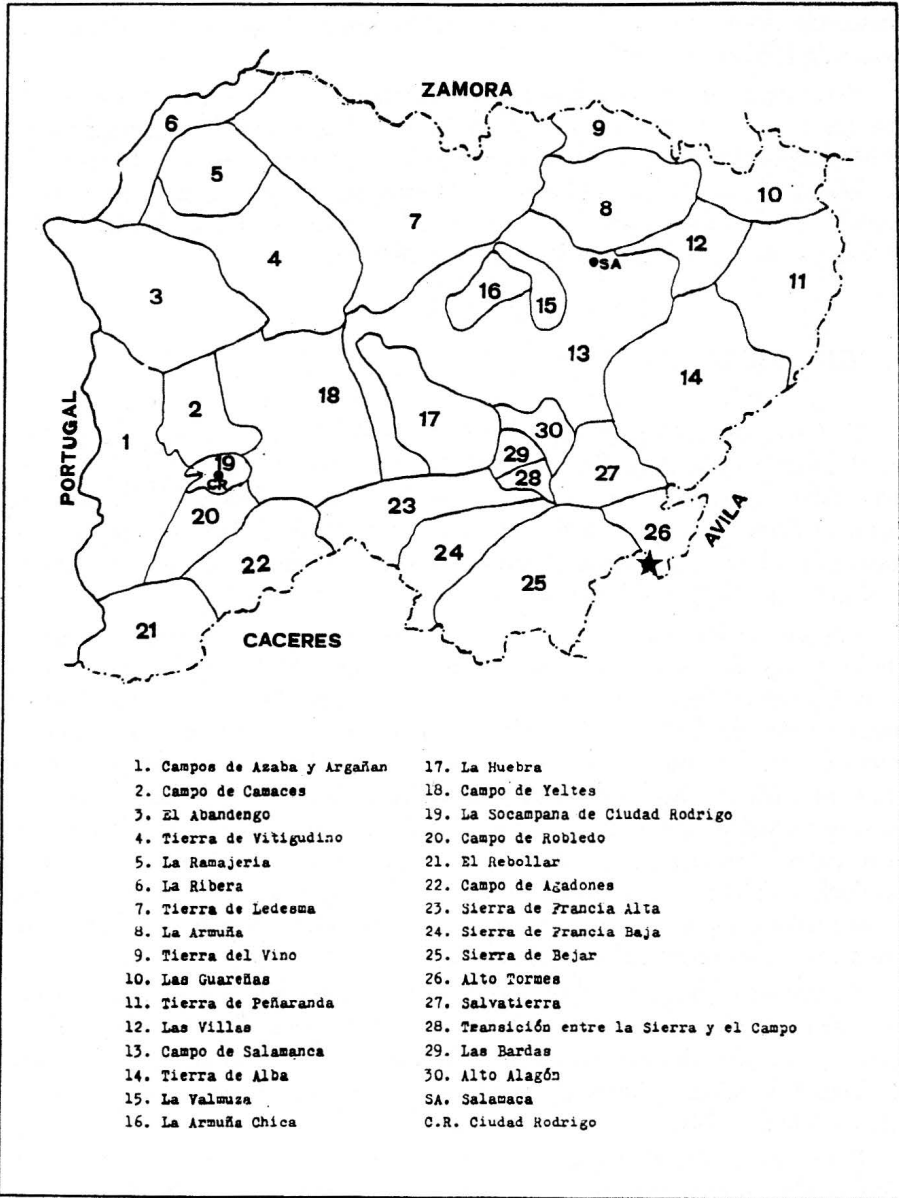 ZAMORA
6
9
5
10
7
8
4
12
SA
11
3
16
15
13
14
18
2
17
PORTUGAL
1
30
29
19
28
27
CR
23
20
26
AVILA
22
24
25
21
CACERES
1. Campos de Azaba y Argañan
2. Campo de Camaces
3. El Abandengo
4. Tierra de Vitigudino
5. La Ramajeria
6. La Ribera
7. Tierra de Ledesma
8. La Armuña
9. Tierra del Vino
10. Las Guareñas
11. Tierra de Peñaranda
12. Las Villas
13. Campo de Salamanca
14. Tierra de Alba
15. La Valmuza
16. La Armuña Chica
17. La Huebra
18. Campo de Yeltes
19. La Socampana de Ciudad Rodrigo
20. Campo de Robledo
21. El Rebollar
22. Campo de Agadones
23. Sierra de Francia Alta
24. Sierra de Francia Baja
25. Sierra de Bejar
26. Alto Tormes
27. Salvatierra
28. Transición entre la Sierra y el Campo
29. Las Bardas
30. Alto Alagón
SA. Salamaca
C.R. Ciudad Rodrigo